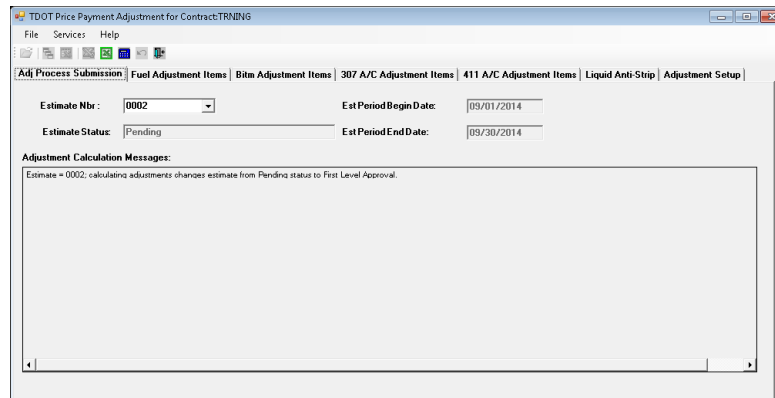 TDOT Price Payment Adjustment for Contract:TRNING
File Services Help
Adj Process Submission Fuel Adjustment Items Bitm Adjustment Items 307 A/C Adjustment Items 411 A/C Adjustment Items Liquid Anti-Strip Adjustment Setup
Estimate Nbr : 0002 Est Period Begin Date: 09/01/2014
Estimate Status: Pending Est Period End Date: 09/30/2014
Adjustment Calculation Messages:
Estimate = 0002; calculating adjustments changes estimate from Pending status to First Level Approval.